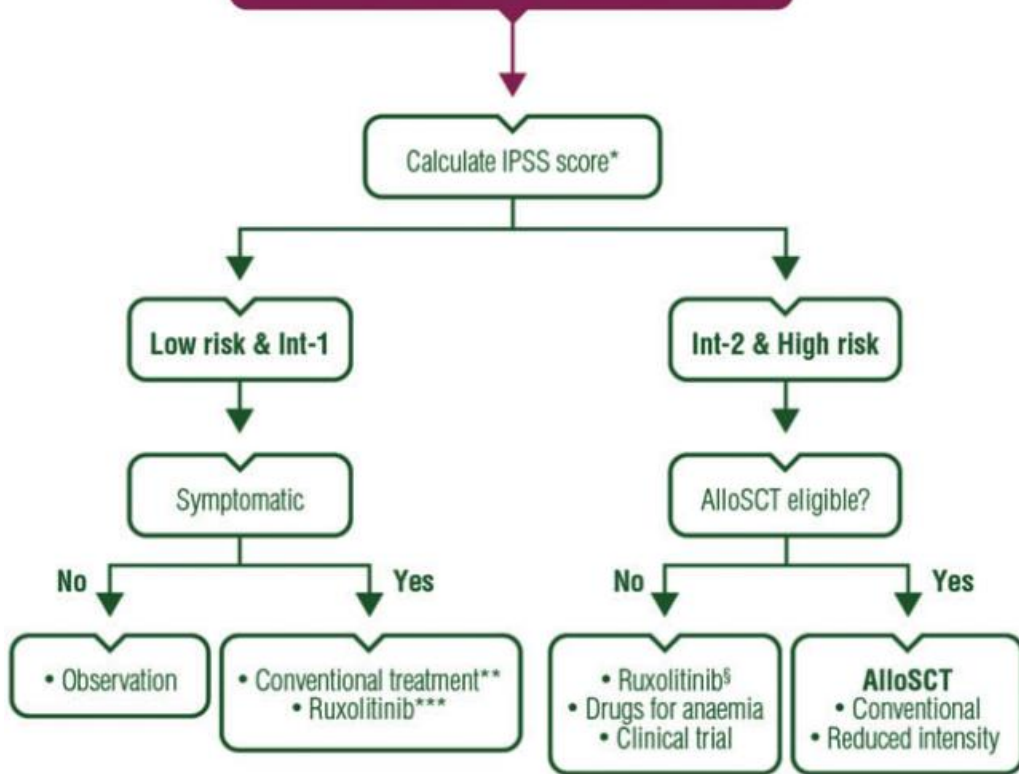 Calculate IPSS score*
Low risk & Int-1
Int-2 & High risk
Symptomatic
AlloSCT eligible?
No
Yes
No
Yes
• Observation
• Conventional treatment**
• Ruxolitinib***
• Ruxolitinib§
• Drugs for anaemia
• Clinical trial
AlloSCT
• Conventional
• Reduced intensity